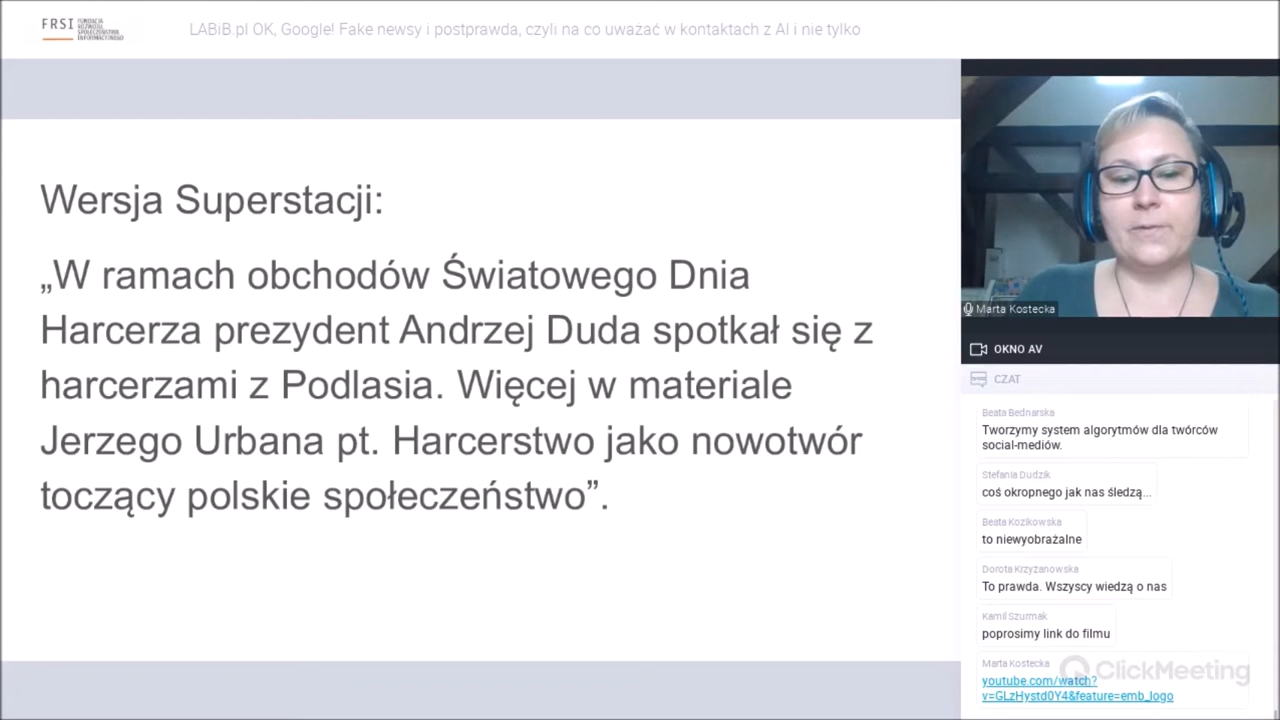 FRSI FUNDACJA
ROZWOJU
SPOŁECZEŃSTWA
INFORMACYJNEGO
LABiB.pl OK, Google! Fake newsy i postprawda, czyli na co uważać w kontaktach z AI i nie tylko
Wersja Superstacji:
„W ramach obchodów Światowego Dnia
Harcerza prezydent Andrzej Duda spotkał się z
harcerzami z Podlasia. Więcej w materiale
Jerzego Urbana pt. Harcerstwo jako nowotwór
toczący polskie społeczeństwo”.
Marta Kostecka
OKNO AV
CZAT
Beata Bednarska
Tworzymy system algorytmów dla twórców
social-mediów.
Stefania Dudzik
coś okropnego jak nas śledzą...
Beata Kozikowska
to niewyobrażalne
Dorota Krzyżanowska
To prawda. Wszyscy wiedzą o nas
Kamil Szurmak
poprosimy link do filmu
Marta Kostecka
youtube.com/watch?
v=GLzHystd0Y4&feature=emb_logo
ClickMeeting